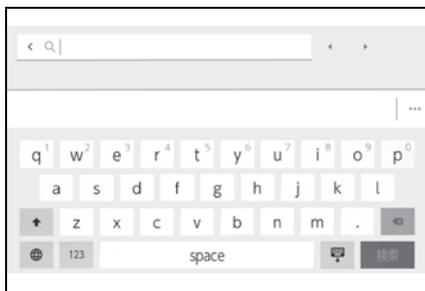 q1 w2 e3 r4 t5 y6 u7 i8 o9 p0
a s d f g h j k l
z x c v b n m .
123 space 検索